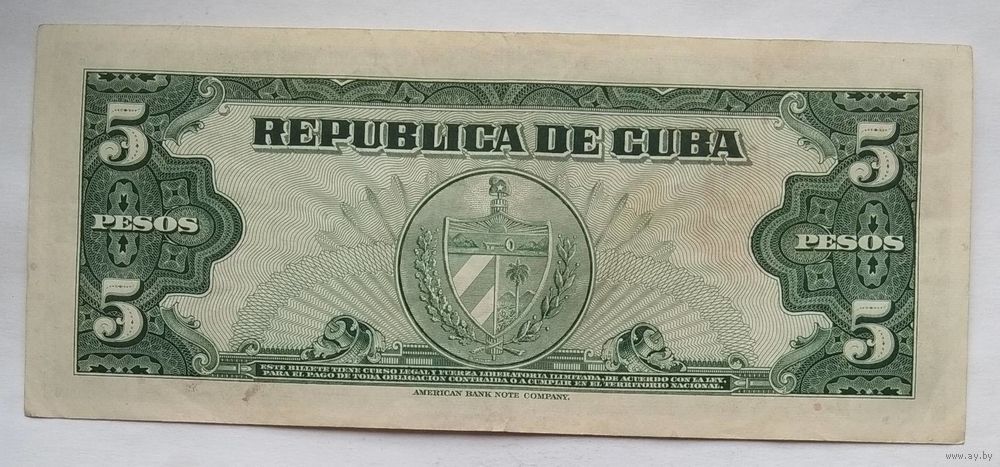 REPUBLICA DE CUBA
5 5
PESOS PESOS
5 5
ESTE BILLETE TIENE CURSO LEGAL Y FUERZA LIBERATORIA ILIMITADA, DE ACUERDO CON LA LEY,
PARA EL PAGO DE TODA OBLIGACION CONTRAIDA O A CUMPLIR EN EL TERRITORIO NACIONAL.
AMERICAN BANK NOTE COMPANY.
www.ay.by